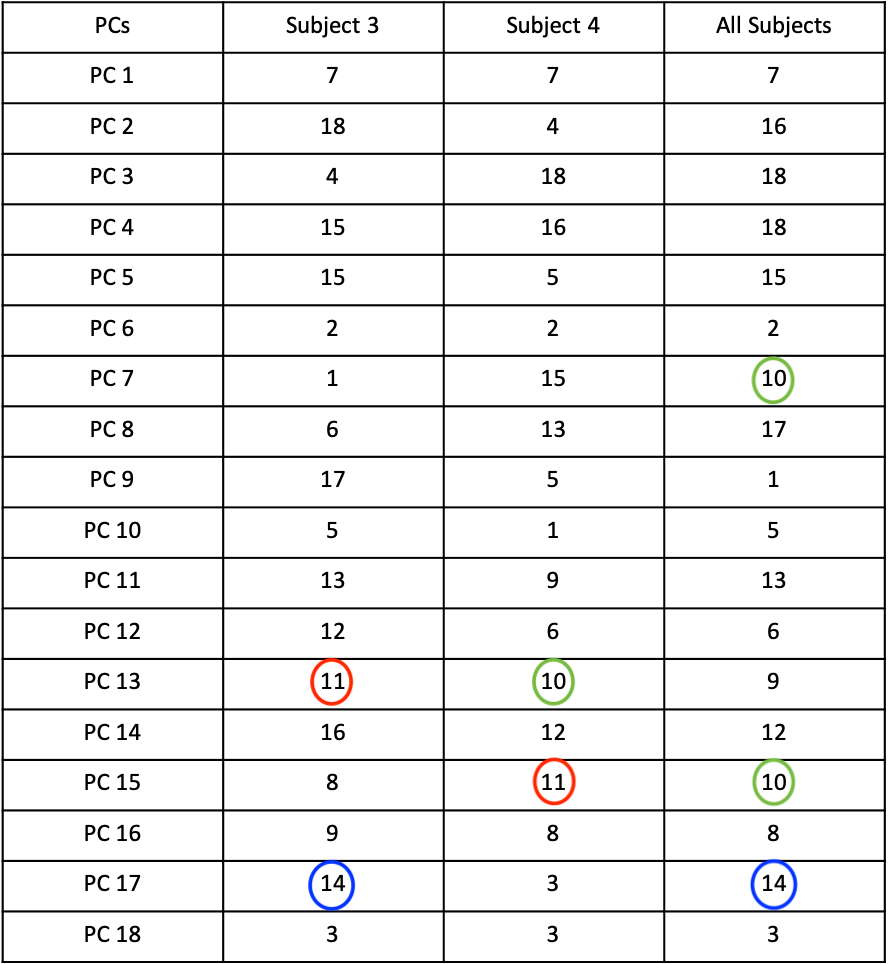 PCs Subject 3 Subject 4 All Subjects
PC 1 7 7 7
PC 2 18 4 16
PC 3 4 18 18
PC 4 15 16 18
PC 5 15 5 15
PC 6 2 2 2
PC 7 1 15 10
PC 8 6 13 17
PC 9 17 5 1
PC 10 5 1 5
PC 11 13 9 13
PC 12 12 6 6
PC 13 11 10 9
PC 14 16 12 12
PC 15 8 11 10
PC 16 9 8 8
PC 17 14 3 14
PC 18 3 3 3